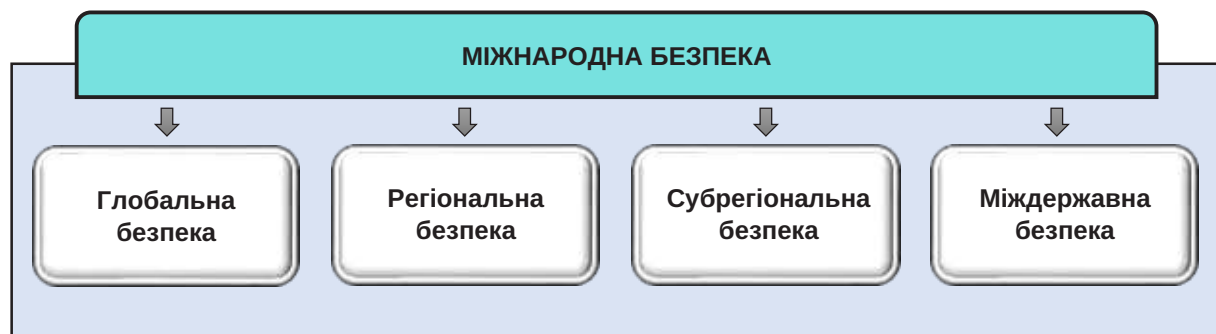 МІЖНАРОДНА БЕЗПЕКА
Глобальна
безпека
Регіональна
безпека
Субрегіональна
безпека
Міждержавна
безпека